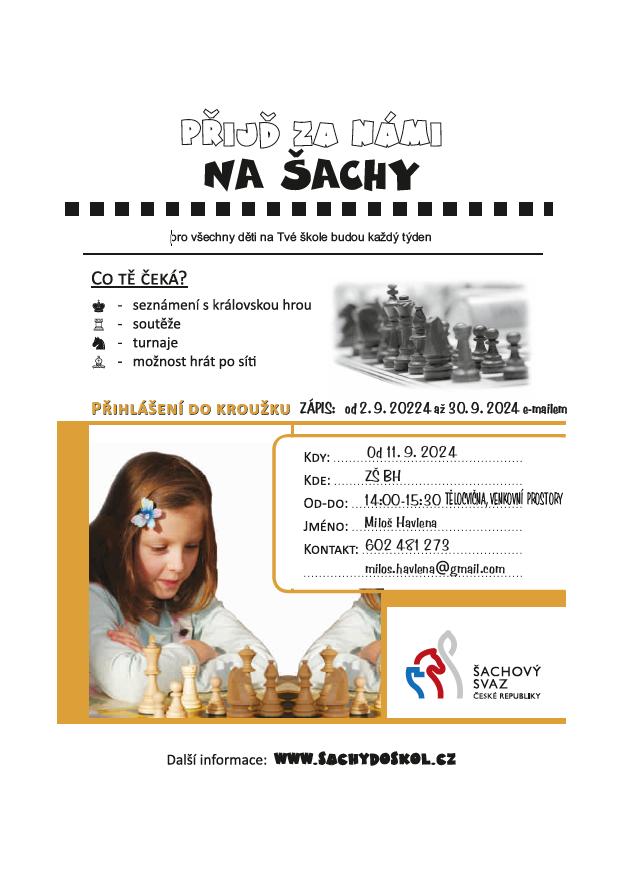 PŘIJĎ ZA NÁMI
NA ŠACHY
pro všechny děti na Tvé škole budou každý týden
CO TĚ ČEKÁ?
- seznámení s královskou hrou
- soutěže
- turnaje
- možnost hrát po síti
PŘIHLÁŠENÍ DO KROUŽKU ZÁPIS: od 2. 9. 20224 až 30. 9. 2024 e-mailem
KDY: Od 11. 9. 2024
KDE: ZŠ BH
OD-DO: 14:00-15:30 TĚLOCVIČNA, VENKOVNÍ PROSTORY
JMÉNO: Miloš Havlena
KONTAKT: 602 481 273
milos.havlena@gmail.com
ŠACHOVÝ
SVAZ
ČESKÉ REPUBLIKY
Další informace: WWW.SACHYDOSKOL.CZ